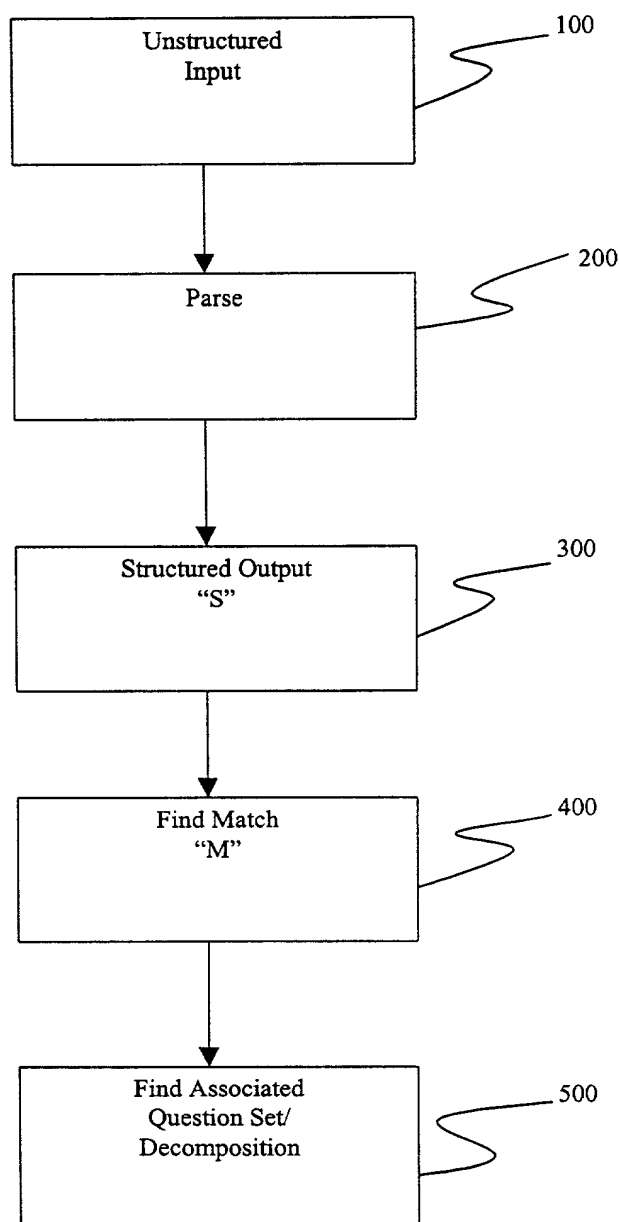 Unstructured
Input
100
Parse
200
Structured Output
“S”
300
Find Match
“M”
400
Find Associated
Question Set/
Decomposition
500